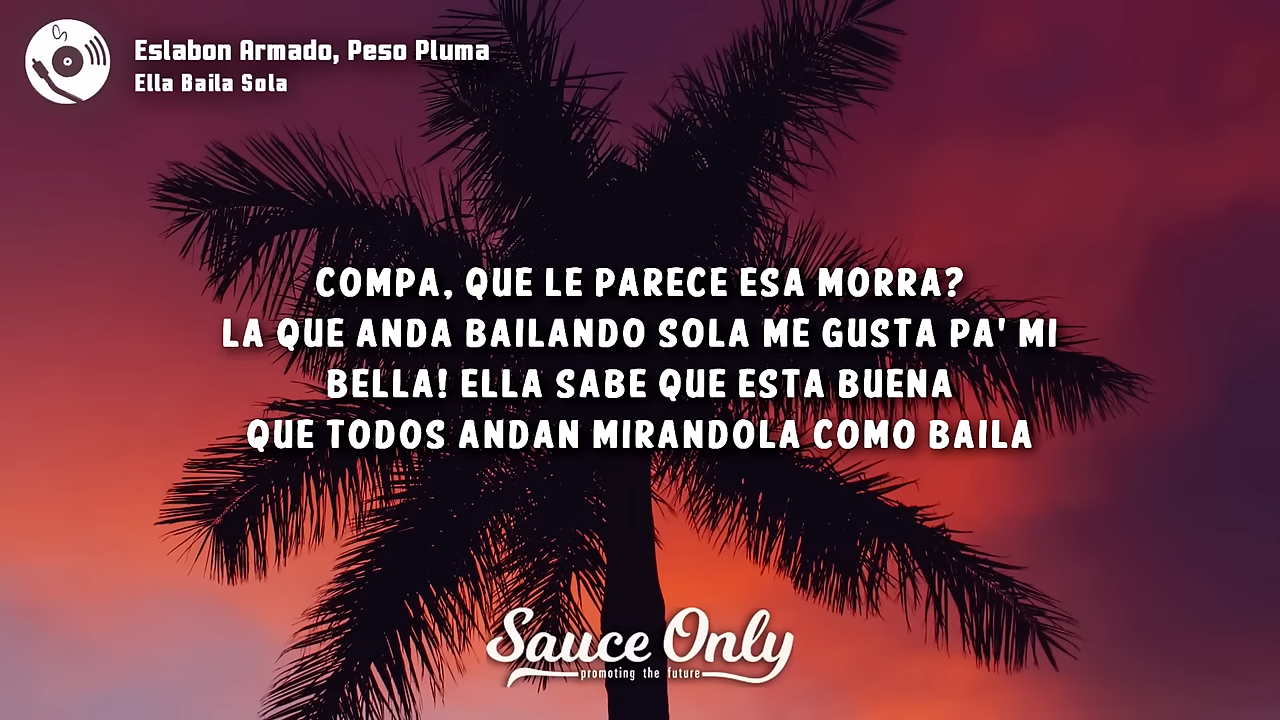 Eslabon Armado, Peso Pluma
Ella Baila Sola
COMPA, QUE LE PARECE ESA MORRA?
LA QUE ANDA BAILANDO SOLA ME GUSTA PA' MI
BELLA! ELLA SABE QUE ESTA BUENA
QUE TODOS ANDAN MIRANDOLA COMO BAILA
Sauce Only
promoting the future